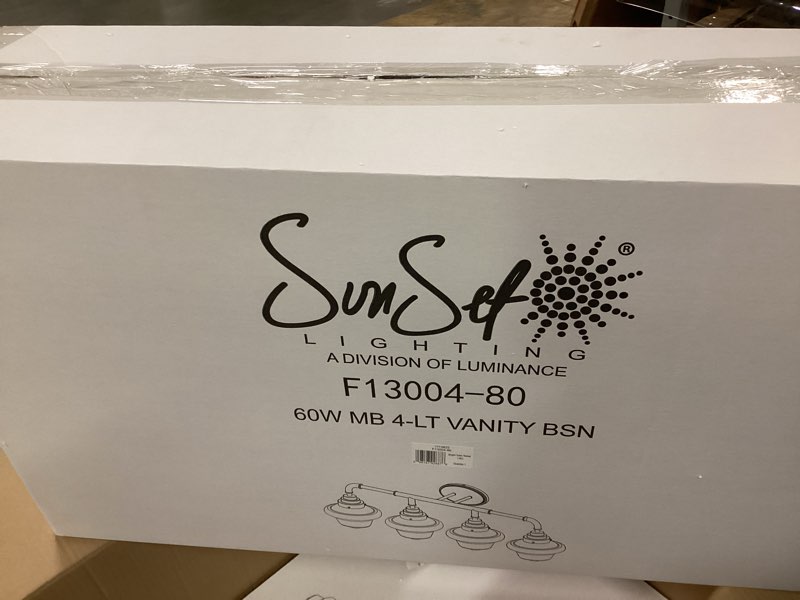 SunSet ®
LIGHTING
A DIVISION OF LUMINANCE
F13004-80
60W MB 4-LT VANITY BSN